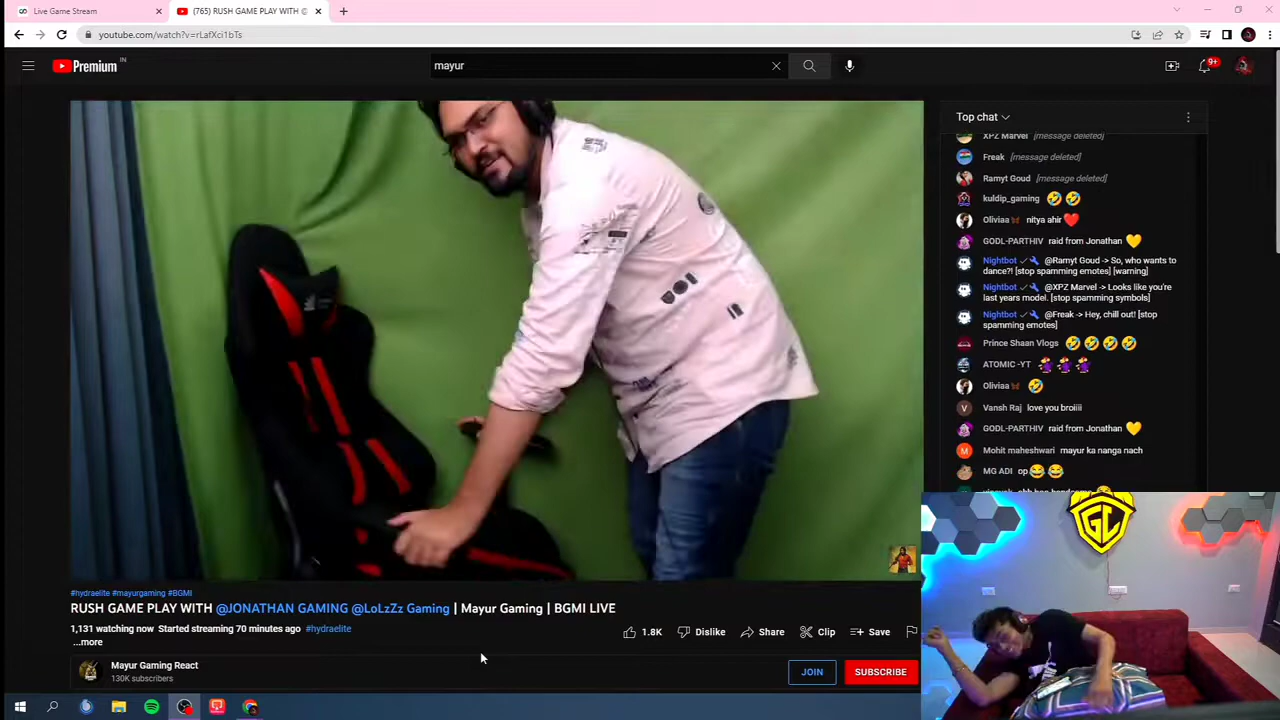 Live Game Stream
(765) RUSH GAME PLAY WITH @
youtube.com/watch?v=rLafXci1bTs
Premium IN
mayur
9+
Top chat
XPZ Marvel [message deleted]
Freak [message deleted]
Ramyt Goud [message deleted]
kuldip_gaming 🤣🤣
Oliviaa nitya ahir❤️
GODL-PARTHIV raid from Jonathan 💛
Nightbot @Ramyt Goud -> So, who wants to
dance?! [stop spamming emotes] [warning]
Nightbot @XPZ Marvel -> Looks like you're
last years model. [stop spamming symbols]
Nightbot @Freak -> Hey, chill out! [stop
spamming emotes]
Prince Shaan Vlogs 🤣🤣🤣🤣
ATOMIC -YT
Oliviaa 🤣
V Vansh Raj love you broiiii
GODL-PARTHIV raid from Jonathan 💛
M Mohit maheshwari mayur ka nanga nach
MG ADI op😂😂
GL
#hydraelite #mayurgaming #BGMI
RUSH GAME PLAY WITH @JONATHAN GAMING @LoLzZz Gaming | Mayur Gaming | BGMI LIVE
1,131 watching now Started streaming 70 minutes ago #hydraelite
...more
1.8K Dislike Share Clip Save
Mayur Gaming React
130K subscribers
JOIN SUBSCRIBE